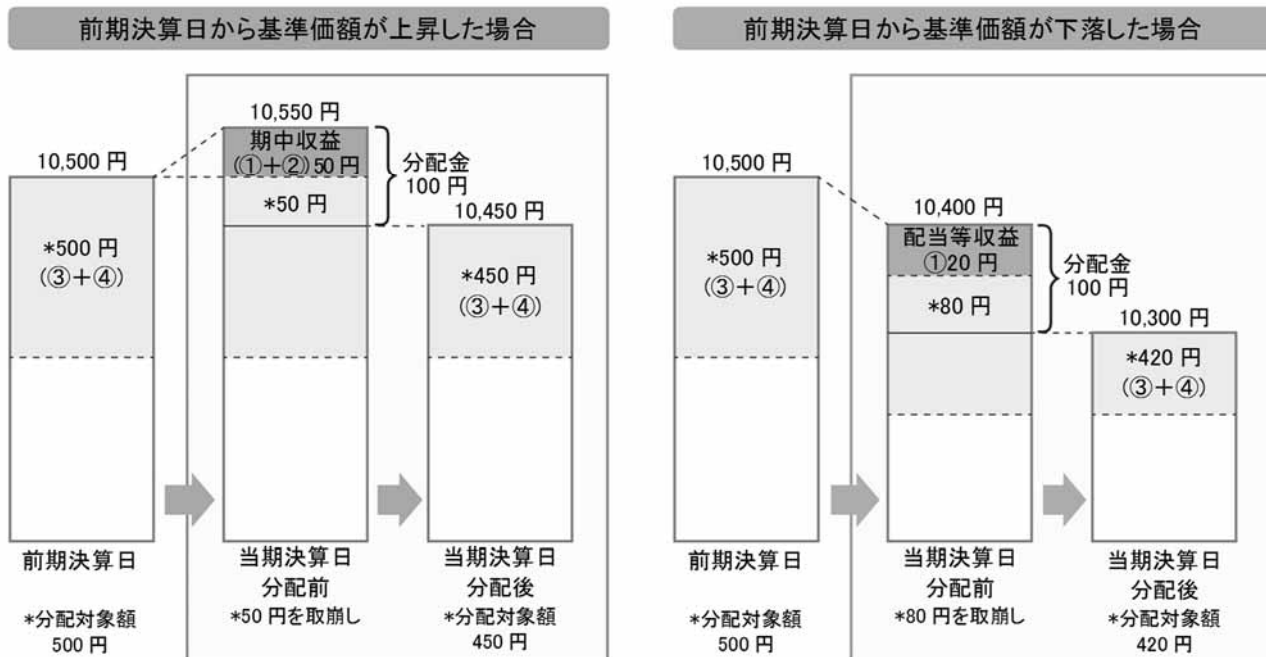 前期決算日から基準価額が上昇した場合
10,500 円
*500 円
(③+④)
前期決算日
*分配対象額
500 円
10,550 円
期中収益
(①+②)50 円
*50 円
分配金
100 円
当期決算日
分配前
*50 円を取崩し
10,450 円
*450 円
(③+④)
当期決算日
分配後
*分配対象額
450 円
前期決算日から基準価額が下落した場合
10,500 円
*500 円
(③+④)
前期決算日
*分配対象額
500 円
10,400 円
配当等収益
①20 円
*80 円
分配金
100 円
当期決算日
分配前
*80 円を取崩し
10,300 円
*420 円
(③+④)
当期決算日
分配後
*分配対象額
420 円